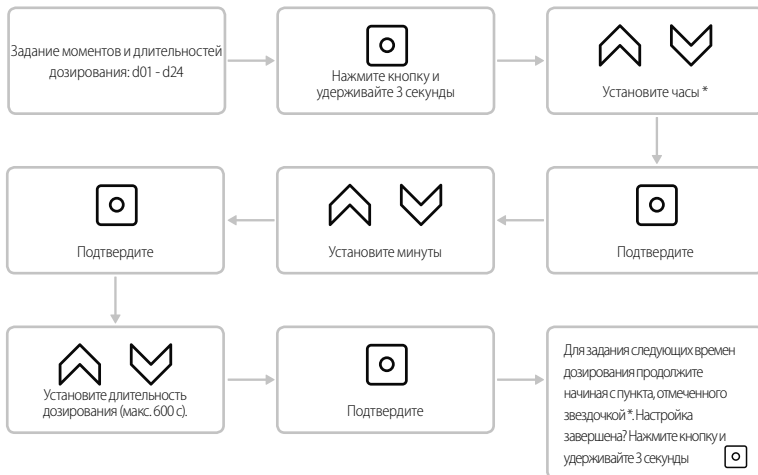 Задание моментов и длительностей
дозирования: d01 - d24
Нажмите кнопку и
удерживайте 3 секунды
Установите часы *
Подтвердите
Установите минуты
Подтвердите
Установите длительность
дозирования (макс. 600 с).
Подтвердите
Для задания следующих времен
дозирования продолжите
начиная с пункта, отмеченного
звездочкой *. Настройка
завершена? Нажмите кнопку и
удерживайте 3 секунды